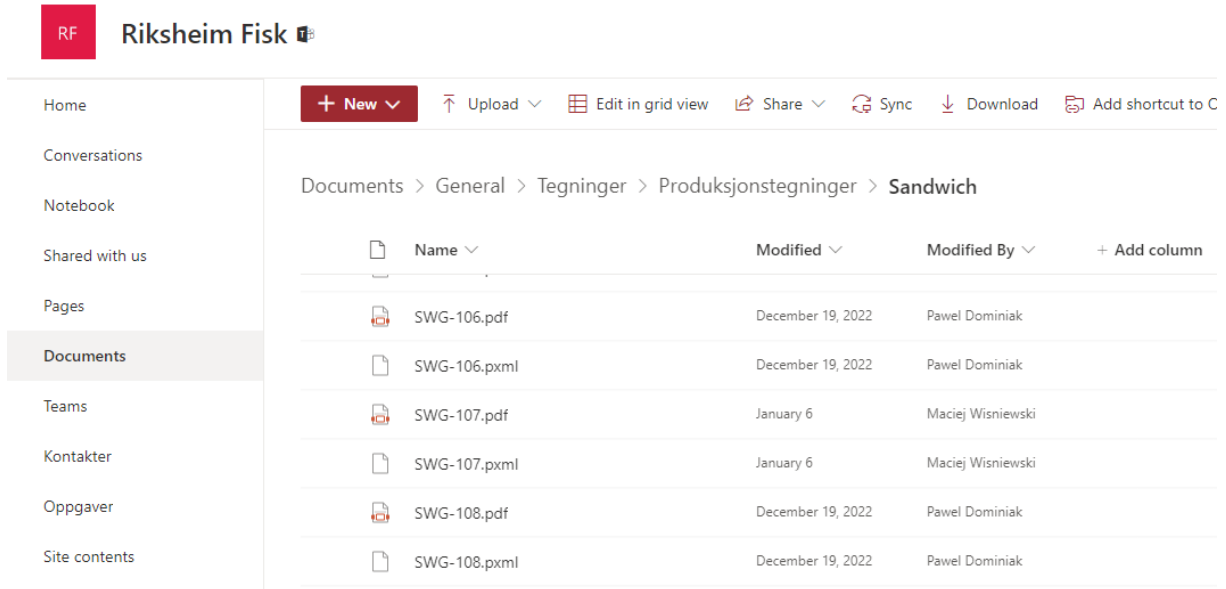 RF Riksheim Fisk
Home
Conversations
Notebook
Shared with us
Pages
Documents
Teams
Kontakter
Oppgaver
Site contents
+ New Upload Edit in grid view Share Sync Download Add shortcut to O
Documents > General > Tegninger > Produksjonstegninger > Sandwich
Name Modified Modified By + Add column
SWG-106.pdf December 19, 2022 Pawel Dominiak
SWG-106.pxml December 19, 2022 Pawel Dominiak
SWG-107.pdf January 6 Maciej Wisniewski
SWG-107.pxml January 6 Maciej Wisniewski
SWG-108.pdf December 19, 2022 Pawel Dominiak
SWG-108.pxml December 19, 2022 Pawel Dominiak